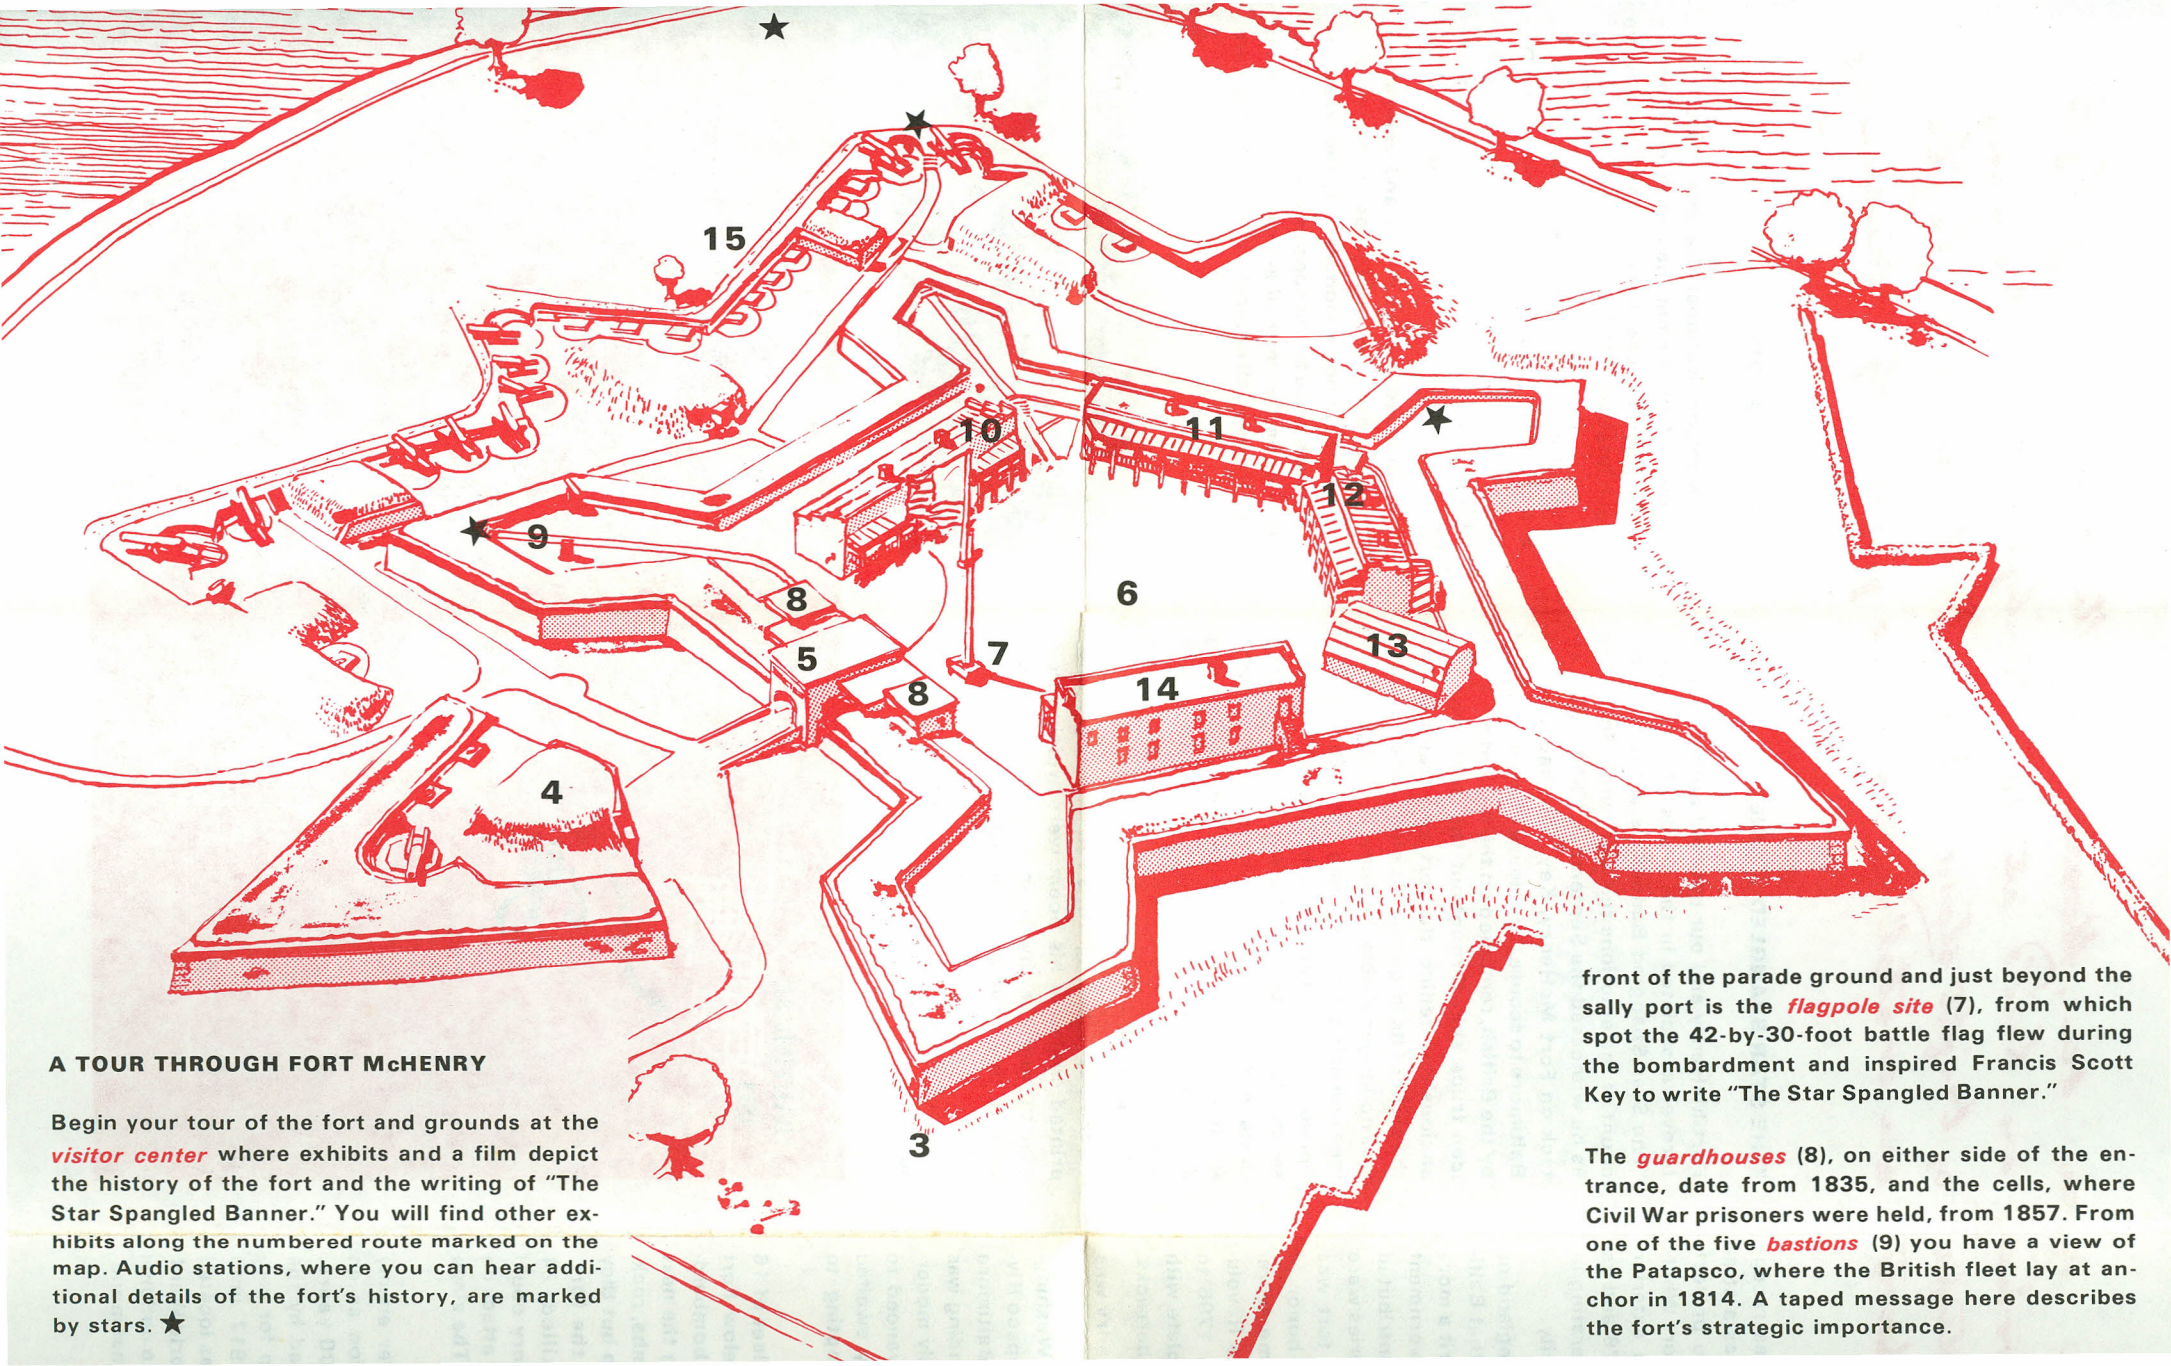 15
10
11
12
9
8
6
5
7
13
8
14
4
3
A TOUR THROUGH FORT McHENRY
Begin your tour of the fort and grounds at the
visitor center where exhibits and a film depict
the history of the fort and the writing of “The
Star Spangled Banner.” You will find other ex-
hibits along the numbered route marked on the
map. Audio stations, where you can hear addi-
tional details of the fort’s history, are marked
by stars. ★
front of the parade ground and just beyond the
sally port is the flagpole site (7), from which
spot the 42-by-30-foot battle flag flew during
the bombardment and inspired Francis Scott
Key to write “The Star Spangled Banner.”
The guardhouses (8), on either side of the en-
trance, date from 1835, and the cells, where
Civil War prisoners were held, from 1857. From
one of the five bastions (9) you have a view of
the Patapsco, where the British fleet lay at an-
chor in 1814. A taped message here describes
the fort’s strategic importance.